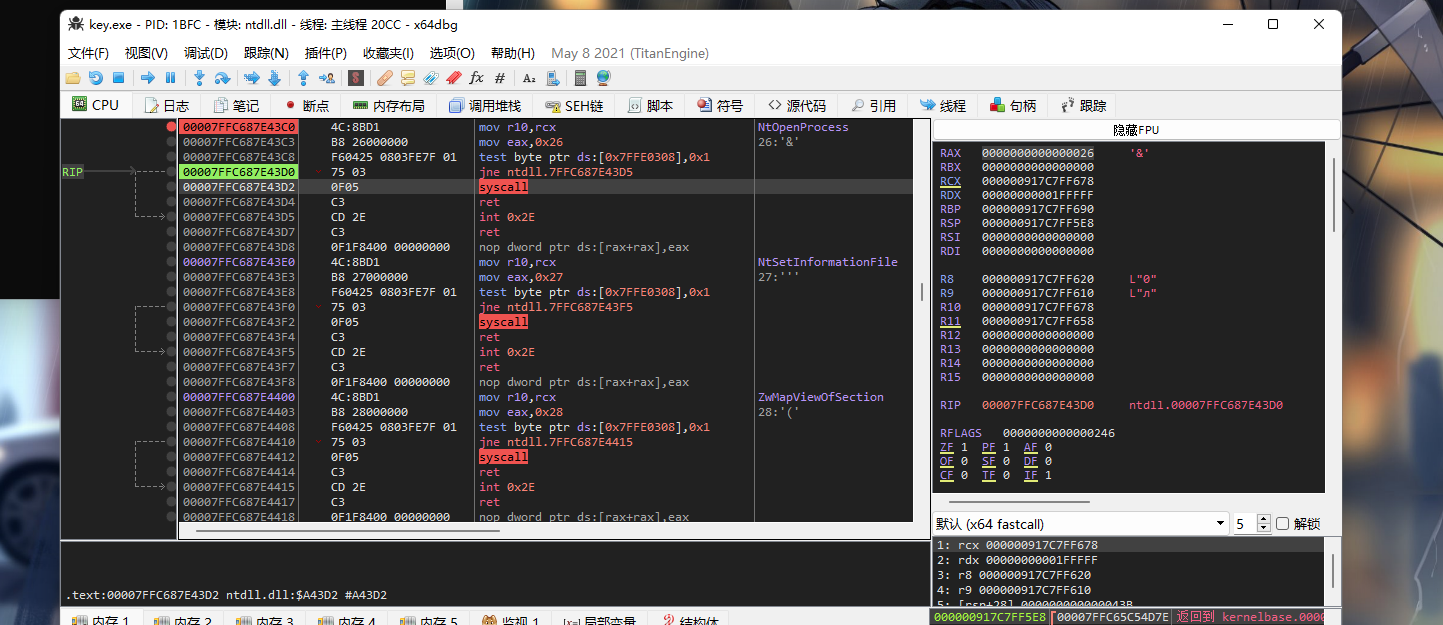 key.exe - PID: 1BFC - 模块: ntdll.dll - 线程: 主线程 20CC - x64dbg
文件(F) 视图(V) 调试(D) 跟踪(N) 插件(P) 收藏夹(I) 选项(O) 帮助(H) May 8 2021 (TitanEngine)
CPU 日志 笔记 断点 内存布局 调用堆栈 SEH链 脚本 符号 源代码 引用 线程 句柄 跟踪
00007FFC687E43C0 4C:8BD1 mov r10,rcx NtOpenProcess
00007FFC687E43C3 B8 26000000 mov eax,0x26 26:'&'
00007FFC687E43C8 F60425 0803FE7F 01 test byte ptr ds:[0x7FFE0308],0x1
RIP 00007FFC687E43D0 75 03 jne ntdll.7FFC687E43D5
00007FFC687E43D2 0F05 syscall
00007FFC687E43D4 C3 ret
00007FFC687E43D5 CD 2E int 0x2E
00007FFC687E43D7 C3 ret
00007FFC687E43D8 0F1F8400 00000000 nop dword ptr ds:[rax+rax],eax
00007FFC687E43E0 4C:8BD1 mov r10,rcx NtSetInformationFile
00007FFC687E43E3 B8 27000000 mov eax,0x27 27:'''
00007FFC687E43E8 F60425 0803FE7F 01 test byte ptr ds:[0x7FFE0308],0x1
00007FFC687E43F0 75 03 jne ntdll.7FFC687E43F5
00007FFC687E43F2 0F05 syscall
00007FFC687E43F4 C3 ret
00007FFC687E43F5 CD 2E int 0x2E
00007FFC687E43F7 C3 ret
00007FFC687E43F8 0F1F8400 00000000 nop dword ptr ds:[rax+rax],eax
00007FFC687E4400 4C:8BD1 mov r10,rcx ZwMapViewOfSection
00007FFC687E4403 B8 28000000 mov eax,0x28 28:'('
00007FFC687E4408 F60425 0803FE7F 01 test byte ptr ds:[0x7FFE0308],0x1
00007FFC687E4410 75 03 jne ntdll.7FFC687E4415
00007FFC687E4412 0F05 syscall
00007FFC687E4414 C3 ret
00007FFC687E4415 CD 2E int 0x2E
00007FFC687E4417 C3 ret
00007FFC687E4418 0F1F8400 00000000 nop dword ptr ds:[rax+rax],eax
.text:00007FFC687E43D2 ntdll.dll:$A43D2 #A43D2
隐藏FPU
RAX 0000000000000026 '&'
RBX 0000000000000000
RCX 000000917C7FF678
RDX 00000000001FFFFF
RBP 000000917C7FF690
RSP 000000917C7FF5E8
RSI 0000000000000000
RDI 0000000000000000
R8 000000917C7FF620 L"0"
R9 000000917C7FF610 L"л"
R10 000000917C7FF678
R11 000000917C7FF658
R12 0000000000000000
R13 0000000000000000
R14 0000000000000000
R15 0000000000000000
RIP 00007FFC687E43D0 ntdll.00007FFC687E43D0
RFLAGS 0000000000000246
ZF 1 PF 1 AF 0
OF 0 SF 0 DF 0
CF 0 TF 0 IF 1
默认 (x64 fastcall) 5 解锁
1: rcx 000000917C7FF678
2: rdx 00000000001FFFFF
3: r8 000000917C7FF620
4: r9 000000917C7FF610
5: [rsp+28] 000000000000043B
内存 1 内存 2 内存 3 内存 4 内存 5 监视 1 [x=] 局部变量 结构体
000000917C7FF5E8 00007FFC65C54D7E 返回到 kernelbase.0000